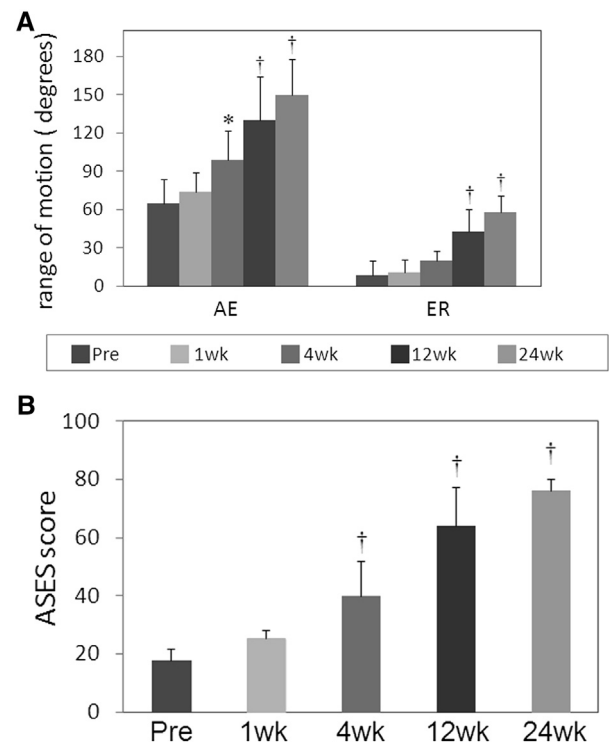 A
range of motion ( degrees)
180
150
120
90
60
30
0
*
†
†
†
†
AE
ER
Pre
1wk
4wk
12wk
24wk
B
ASES score
100
80
60
40
20
0
†
†
†
Pre
1wk
4wk
12wk
24wk